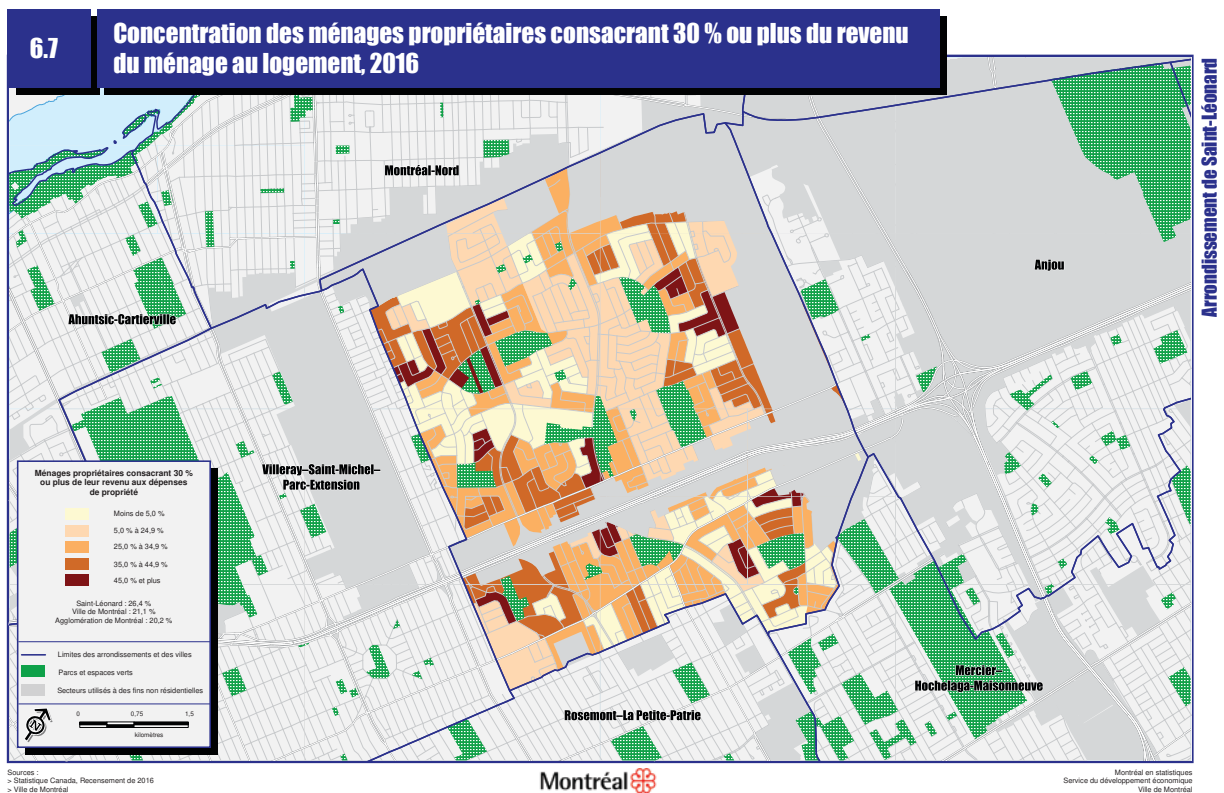 6.7
Concentration des ménages propriétaires consacrant 30 % ou plus du revenu
du ménage au logement, 2016
Arrondissement de Saint-Léonard
Montréal-Nord
Anjou
Ahuntsic-Cartierville
Villeray–Saint-Michel–
Parc-Extension
Mercier–
Hochelaga-Maisonneuve
Rosemont–La Petite-Patrie
Ménages propriétaires consacrant 30 %
ou plus de leur revenu aux dépenses
de propriété
Moins de 5,0 %
5,0 % à 24,9 %
25,0 % à 34,9 %
35,0 % à 44,9 %
45,0 % et plus
Saint-Léonard : 26,4 %
Ville de Montréal : 21,1 %
Agglomération de Montréal : 20,2 %
Limites des arrondissements et des villes
Parcs et espaces verts
Secteurs utilisés à des fins non résidentielles
N
0 0,75 1,5
kilomètres
Sources :
> Statistique Canada, Recensement de 2016
> Ville de Montréal
Montréal
Montréal en statistiques
Service du développement économique
Ville de Montréal